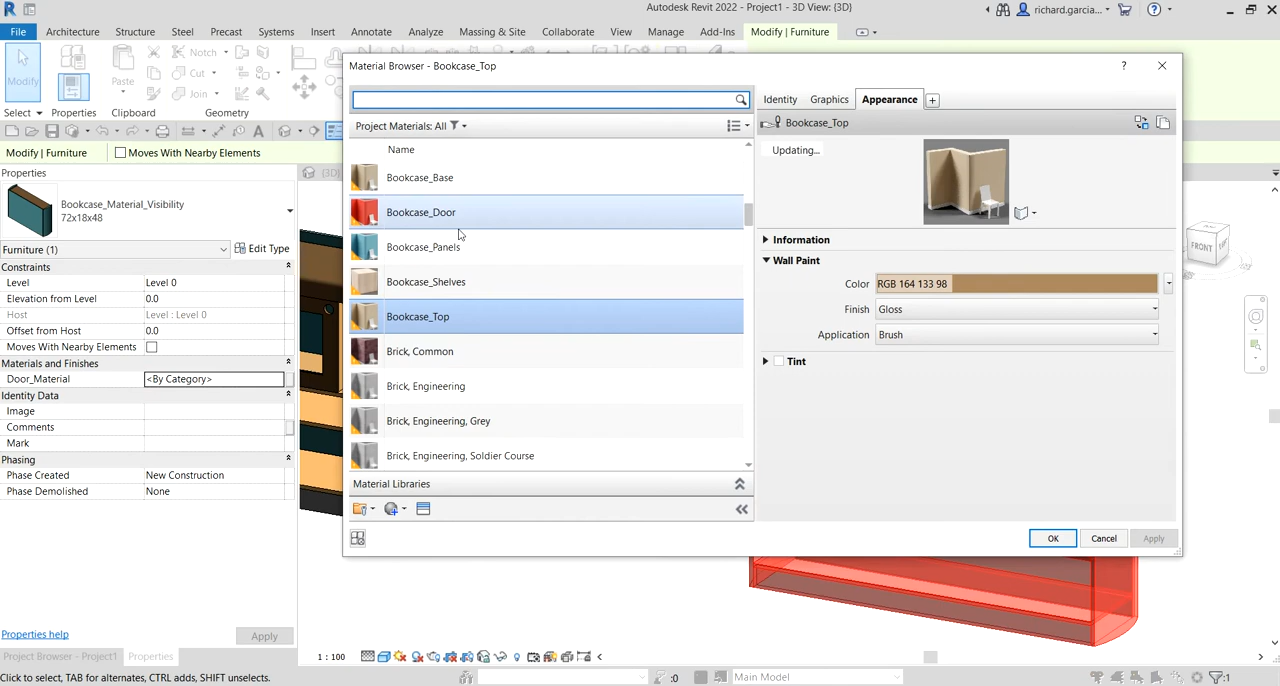 Autodesk Revit 2022 - Project1 - 3D View: {3D}
richard.garcia...
File Architecture Structure Steel Precast Systems Insert Annotate Analyze Massing & Site Collaborate View Manage Add-Ins Modify | Furniture
Modify
Paste
Notch
Cut
Join
Select Properties Clipboard Geometry
Modify | Furniture
Moves With Nearby Elements
Properties
Bookcase_Material_Visibility
72x18x48
Furniture (1)
Edit Type
Constraints
Level Level 0
Elevation from Level 0.0
Host Level : Level 0
Offset from Host 0.0
Moves With Nearby Elements
Materials and Finishes
Door_Material <By Category>
Identity Data
Image
Comments
Mark
Phasing
Phase Created New Construction
Phase Demolished None
Properties help
Apply
Project Browser - Project1 Properties
Click to select, TAB for alternates, CTRL adds, SHIFT unselects.
Material Browser - Bookcase_Top
Project Materials: All
Name
Bookcase_Base
Bookcase_Door
Bookcase_Panels
Bookcase_Shelves
Bookcase_Top
Brick, Common
Brick, Engineering
Brick, Engineering, Grey
Brick, Engineering, Soldier Course
Material Libraries
Identity Graphics Appearance
Bookcase_Top
Updating...
Information
Wall Paint
Color RGB 164 133 98
Finish Gloss
Application Brush
Tint
OK Cancel Apply
FRONT
1 : 100
:0
Main Model
:1